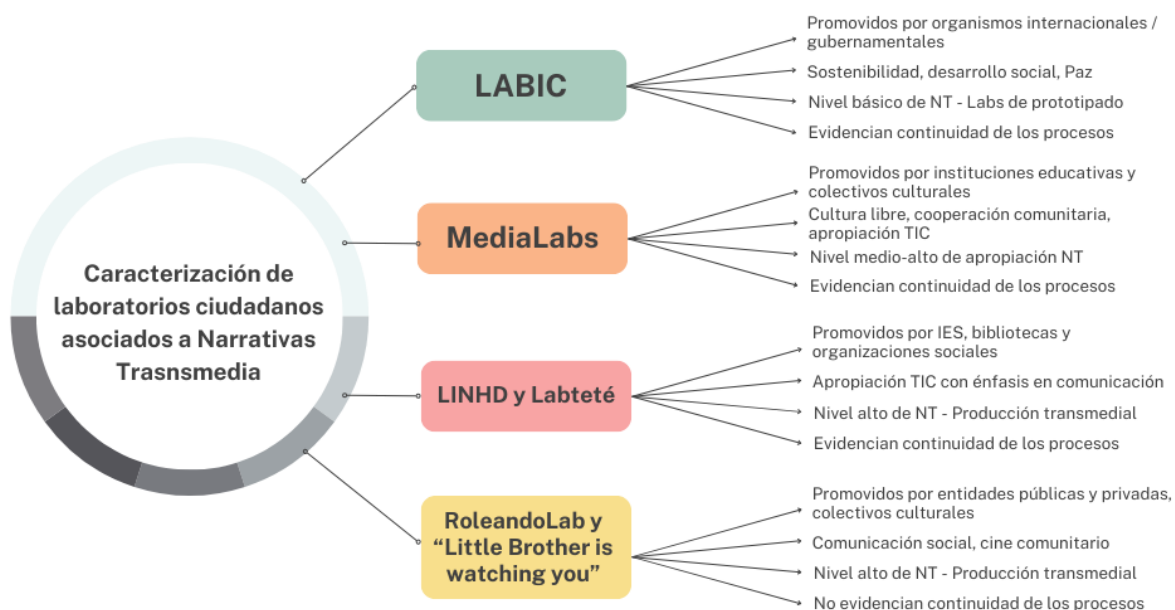 Caracterización de
laboratorios ciudadanos
asociados a Narrativas
Trasnsmedia
LABIC
Promovidos por organismos internacionales /
gubernamentales
Sostenibilidad, desarrollo social, Paz
Nivel básico de NT - Labs de prototipado
Evidencian continuidad de los procesos
MediaLabs
Promovidos por instituciones educativas y
colectivos culturales
Cultura libre, cooperación comunitaria,
apropiación TIC
Nivel medio-alto de apropiación NT
Evidencian continuidad de los procesos
LINHD y Labteté
Promovidos por IES, bibliotecas y
organizaciones sociales
Apropiación TIC con énfasis en comunicación
Nivel alto de NT - Producción transmedial
Evidencian continuidad de los procesos
RoleandoLab y
“Little Brother is
watching you”
Promovidos por entidades públicas y privadas,
colectivos culturales
Comunicación social, cine comunitario
Nivel alto de NT - Producción transmedial
No evidencian continuidad de los procesos